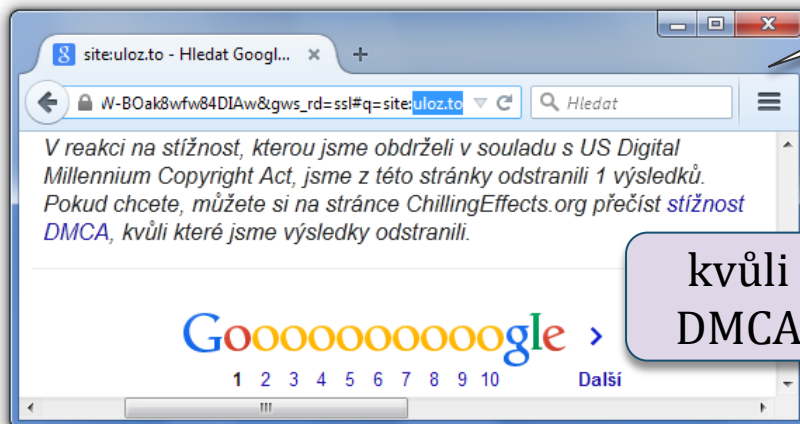 site:uloz.to - Hledat Googl...
W-BOak8wfw84DIAw&gws_rd=ssl#q=site:uloz.to
Hledat
V reakci na stížnost, kterou jsme obdrželi v souladu s US Digital
Millennium Copyright Act, jsme z této stránky odstranili 1 výsledků.
Pokud chcete, můžete si na stránce ChillingEffects.org přečíst stížnost
DMCA, kvůli které jsme výsledky odstranili.
kvůli
DMCA
Goooooooooogle
1 2 3 4 5 6 7 8 9 10 Další